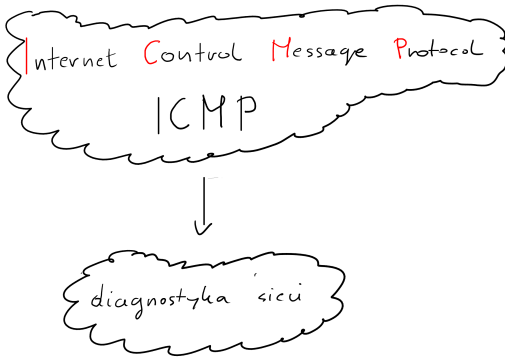 Internet Control Message Protocol
ICMP
diagnostyka sieci